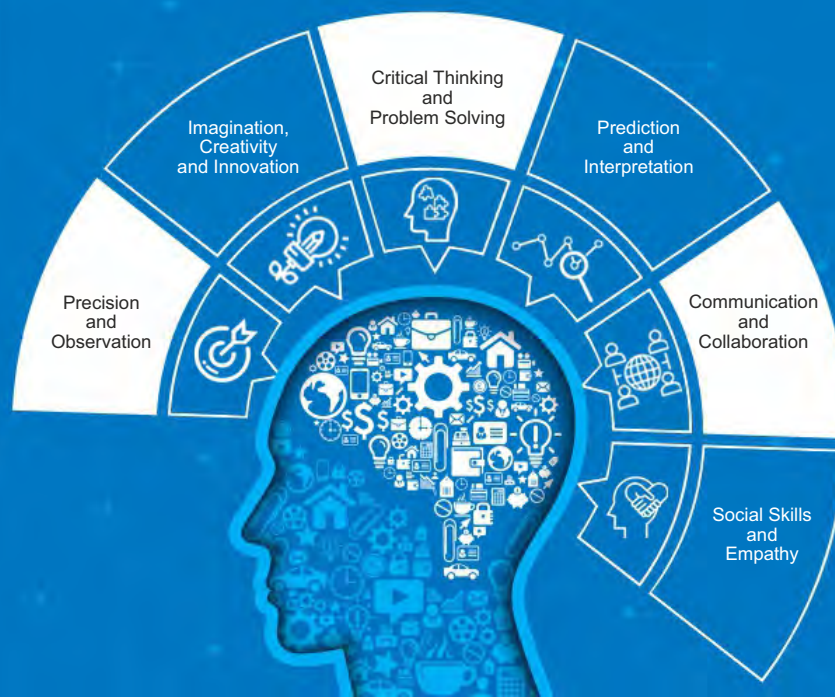 Precision
and
Observation
Imagination,
Creativity
and Innovation
Critical Thinking
and
Problem Solving
Prediction
and
Interpretation
Communication
and
Collaboration
Social Skills
and
Empathy